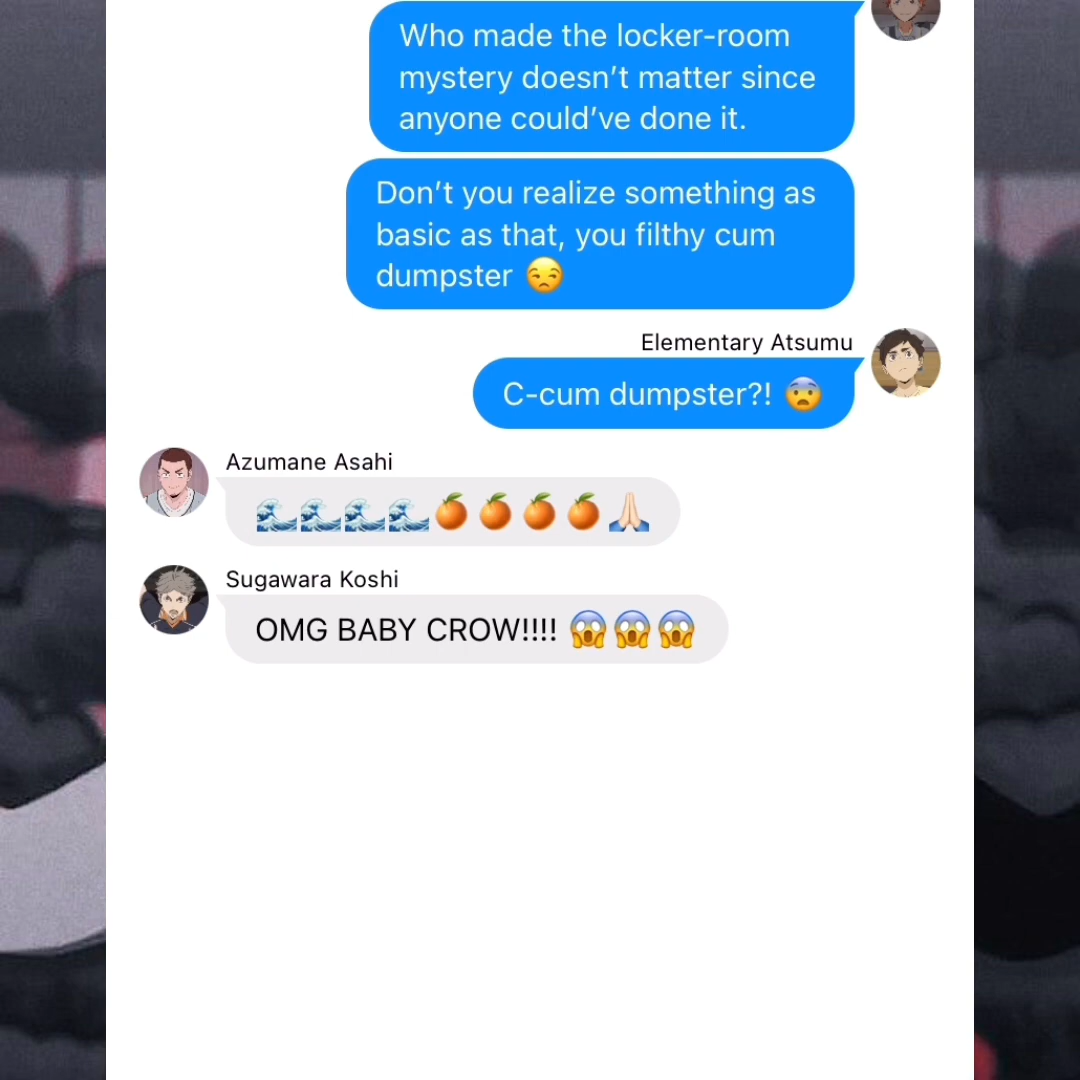 Who made the locker-room
mystery doesn’t matter since
anyone could’ve done it.
Don’t you realize something as
basic as that, you filthy cum
dumpster 😒
Elementary Atsumu
C-cum dumpster?! 😨
Azumane Asahi
🌊🌊🌊🌊🍊🍊🍊🍊🙏🏻
Sugawara Koshi
OMG BABY CROW!!!! 😱😱😱